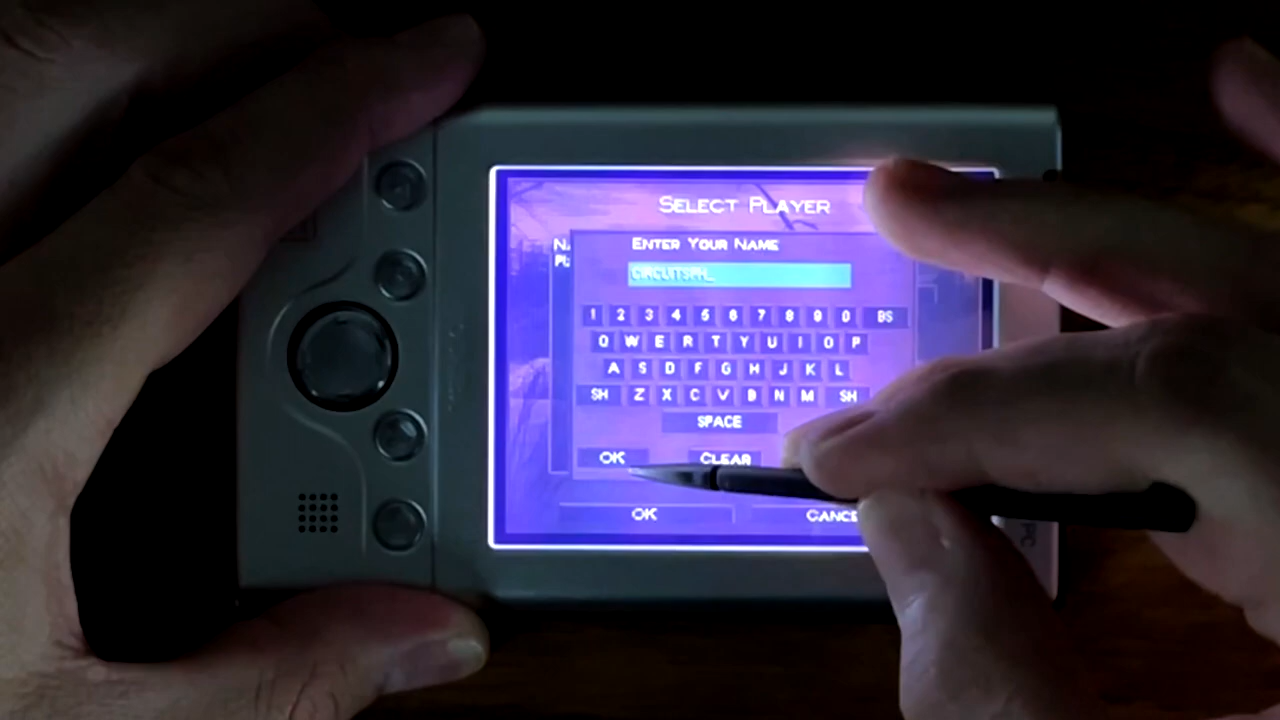 SELECT PLAYER
ENTER YOUR NAME
CIRCUITSPH_
1 2 3 4 5 6 7 8 9 0 BS
Q W E R T Y U I O P
A S D F G H J K L
SH Z X C V B N M SH
SPACE
OK CLEAR
OK
PC